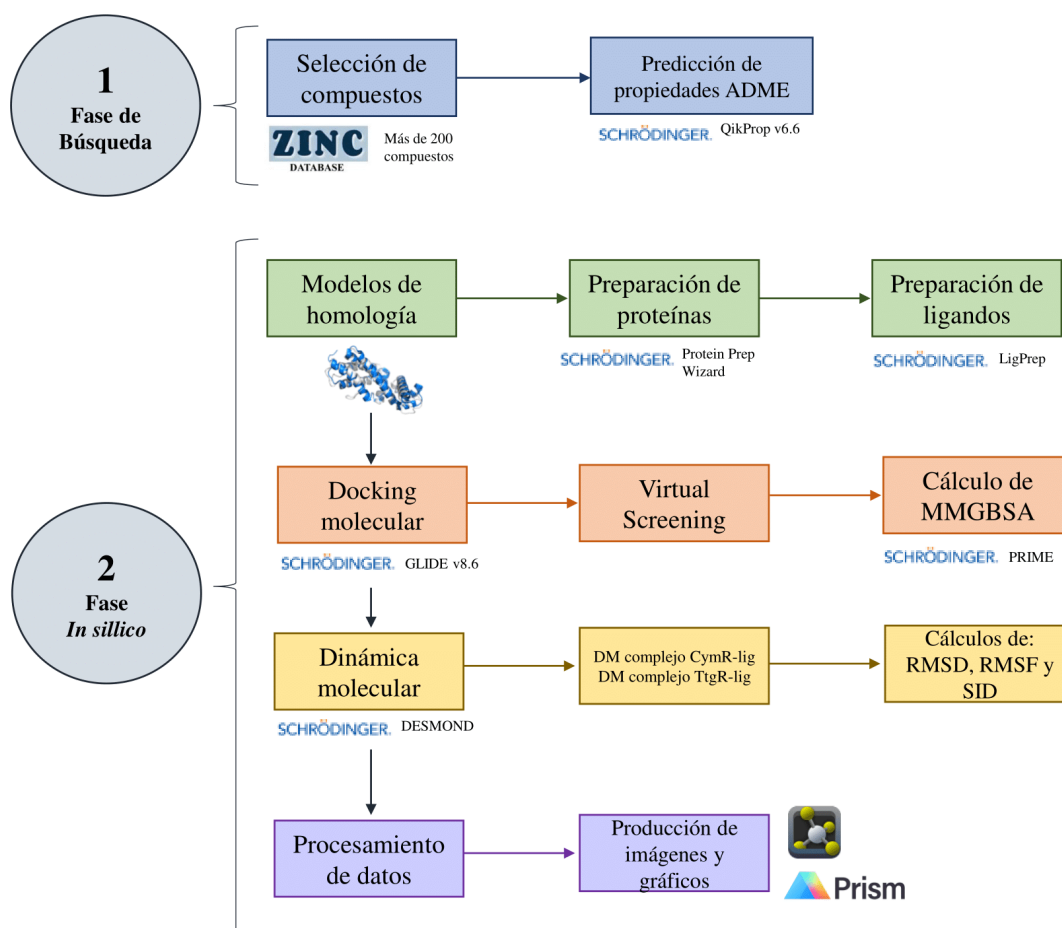 1
Fase de
Búsqueda
Selección de
compuestos
Predicción de
propiedades ADME
ZINC
DATABASE
Más de 200
compuestos
SCHRÖDINGER.
QikProp v6.6
Modelos de
homología
Preparación de
proteínas
Preparación de
ligandos
SCHRÖDINGER.
Protein Prep
Wizard
SCHRÖDINGER.
LigPrep
2
Fase
In sillico
Docking
molecular
Virtual
Screening
Cálculo de
MMGBSA
SCHRÖDINGER.
GLIDE v8.6
SCHRÖDINGER.
PRIME
Dinámica
molecular
DM complejo CymR-lig
DM complejo TtgR-lig
Cálculos de:
RMSD, RMSF y
SID
SCHRÖDINGER.
DESMOND
Procesamiento
de datos
Producción de
imágenes y
gráficos
Prism